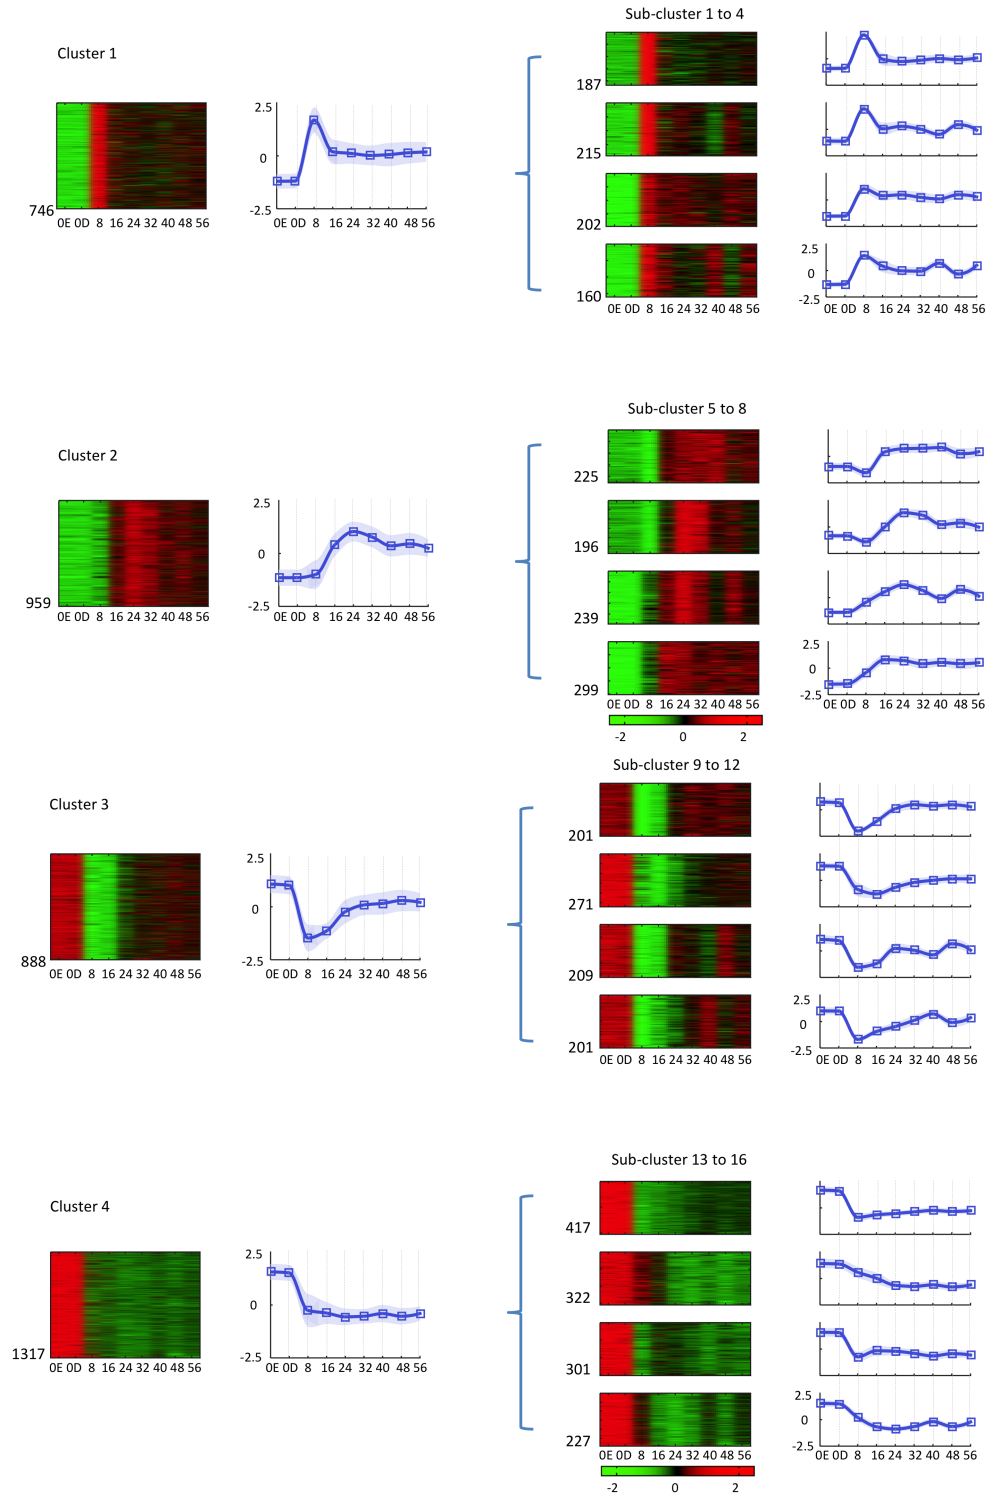 Sub-cluster 1 to 4
Cluster 1
187
2.5
0
-2.5
215
746
0E 0D 8 16 24 32 40 48 56
0E 0D 8 16 24 32 40 48 56
202
2.5
0
-2.5
160
0E 0D 8 16 24 32 40 48 56
0E 0D 8 16 24 32 40 48 56
Sub-cluster 5 to 8
Cluster 2
225
2.5
0
-2.5
196
959
0E 0D 8 16 24 32 40 48 56
0E 0D 8 16 24 32 40 48 56
239
2.5
0
-2.5
299
0E 0D 8 16 24 32 40 48 56
0E 0D 8 16 24 32 40 48 56
-2 0 2
Sub-cluster 9 to 12
Cluster 3
201
2.5
0
-2.5
271
888
0E 0D 8 16 24 32 40 48 56
0E 0D 8 16 24 32 40 48 56
209
2.5
0
-2.5
201
0E 0D 8 16 24 32 40 48 56
0E 0D 8 16 24 32 40 48 56
Sub-cluster 13 to 16
Cluster 4
417
2.5
0
-2.5
322
1317
0E 0D 8 16 24 32 40 48 56
0E 0D 8 16 24 32 40 48 56
301
2.5
0
-2.5
227
0E 0D 8 16 24 32 40 48 56
0E 0D 8 16 24 32 40 48 56
-2 0 2